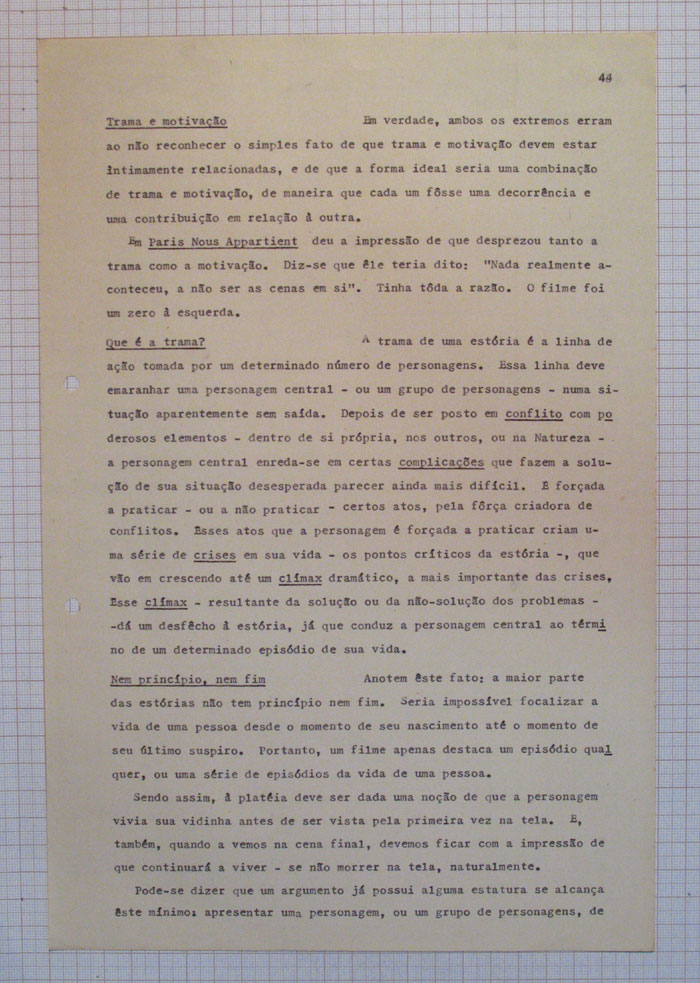 44
Trama e motivação Em verdade, ambos os extremos erram
ao não reconhecer o simples fato de que trama e motivação devem estar
intimamente relacionadas, e de que a forma ideal seria uma combinação
de trama e motivação, de maneira que cada um fôsse uma decorrência e
uma contribuição em relação à outra.
Em Paris Nous Appartient deu a impressão de que desprezou tanto a
trama como a motivação. Diz-se que êle teria dito: "Nada realmente a-
conteceu, a não ser as cenas em si". Tinha tôda a razão. O filme foi
um zero à esquerda.
Que é a trama? A trama de uma estória é a linha de
ação tomada por um determinado número de personagens. Essa linha deve
emaranhar uma personagem central - ou um grupo de personagens - numa si-
tuação aparentemente sem saída. Depois de ser posto em conflito com po
derosos elementos - dentro de si própria, nos outros, ou na Natureza -
a personagem central enreda-se em certas complicações que fazem a solu-
ção de sua situação desesperada parecer ainda mais difícil. E forçada
a praticar - ou a não praticar - certos atos, pela fôrça criadora de
conflitos. Esses atos que a personagem é forçada a praticar criam u-
ma série de crises em sua vida - os pontos críticos da estória -, que
vão em crescendo até um clímax dramático, a mais importante das crises,
Esse clímax - resultante da solução ou da não-solução dos problemas -
-dá um desfêcho à estória, já que conduz a personagem central ao térmi
no de um determinado episódio de sua vida.
Nem princípio, nem fim Anotem êste fato: a maior parte
das estórias não tem princípio nem fim. Seria impossível focalizar a
vida de uma pessoa desde o momento de seu nascimento até o momento de
seu último suspiro. Portanto, um filme apenas destaca um episódio qual
quer, ou uma série de episódios da vida de uma pessoa.
Sendo assim, à platéia deve ser dada uma noção de que a personagem
vivia sua vidinha antes de ser vista pela primeira vez na tela. E,
também, quando a vemos na cena final, devemos ficar com a impressão de
que continuará a viver - se não morrer na tela, naturalmente.
Pode-se dizer que um argumento já possui alguma estatura se alcança
êste mínimo: apresentar uma personagem, ou um grupo de personagens, de